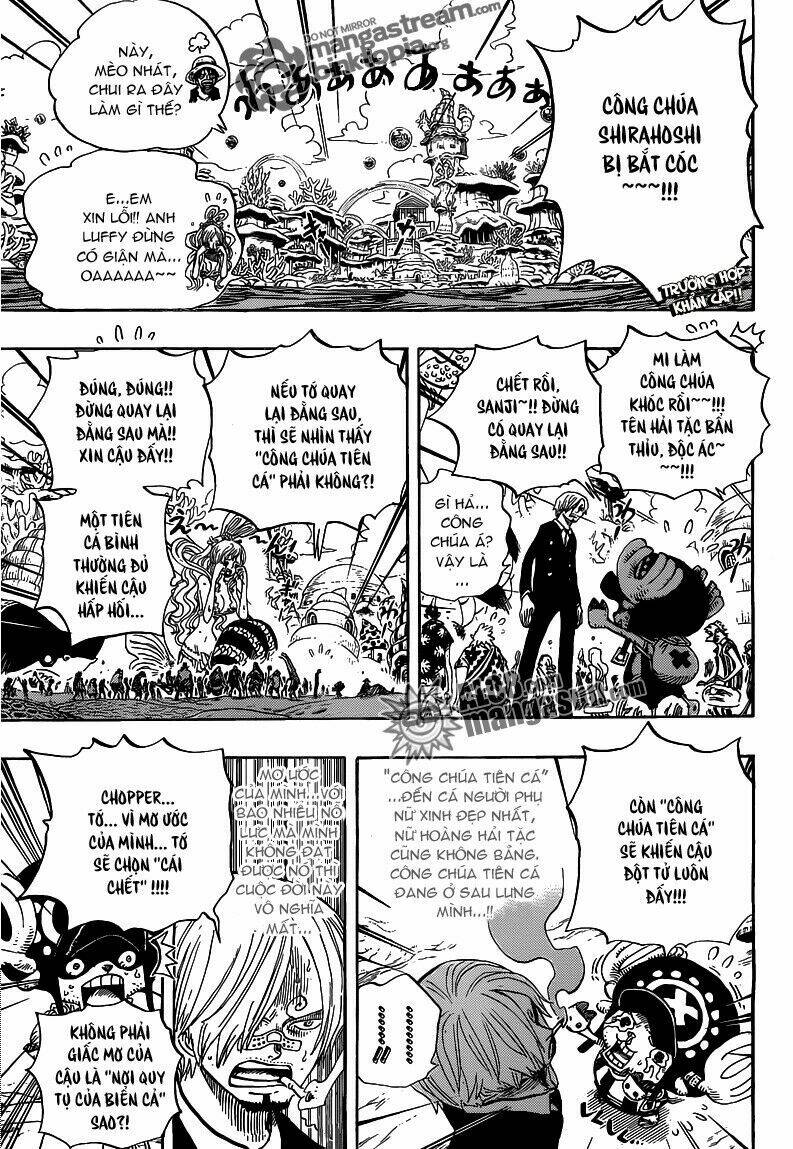 DO NOT MIRROR
mangastream.com
CÔNG CHÚA
SHIRAHOSHI
BỊ BẮT CÓC
~~~!!!
NÀY,
MÈO NHÁT,
CHUI RA ĐÂY
LÀM GÌ THẾ?
E...EM
XIN LỖI!! ANH
LUFFY ĐỪNG
CÓ GIẬN MÀ...
OAAAAAA~~
TRƯỜNG HỢP
KHẨN CẤP!!
MI LÀM
CÔNG CHÚA
KHÓC RỒI~~!!!
TÊN HẢI TẶC BẨN
THỈU, ĐỘC ÁC~
~~!!!
CHẾT RỒI,
SANJI~!! ĐỪNG
CÓ QUAY LẠI
ĐẰNG SAU!!
GÌ HẢ...
CÔNG
CHÚA Á?
VẬY LÀ
...
NẾU TỚ QUAY
LẠI ĐẰNG SAU,
THÌ SẼ NHÌN THẤY
"CÔNG CHÚA TIÊN
CÁ" PHẢI KHÔNG?!
ĐÚNG, ĐÚNG!!
ĐỪNG QUAY LẠI
ĐẰNG SAU MÀ!!
XIN CẬU ĐẤY!!
MỘT TIÊN
CÁ BÌNH
THƯỜNG ĐỦ
KHIẾN CẬU
HẤP HỐI...
CÒN "CÔNG
CHÚA TIÊN CÁ"
SẼ KHIẾN CẬU
ĐỘT TỬ LUÔN
ĐẤY!!!
"CÔNG CHÚA TIÊN CÁ"
...ĐẾN CẢ NGƯỜI PHỤ
NỮ XINH ĐẸP NHẤT,
NỮ HOÀNG HẢI TẶC
CŨNG KHÔNG BẰNG.
CÔNG CHÚA TIÊN CÁ
ĐANG Ở SAU LƯNG
MÌNH...!!
MƠ ƯỚC
CỦA MÌNH...VỚI
BAO NHIÊU NỖ
LỰC MÀ MÌNH
KHÔNG ĐẠT
ĐƯỢC NÓ THÌ
CUỘC ĐỜI NÀY
VÔ NGHĨA
MẤT...
CHOPPER...
TỚ... VÌ MƠ ƯỚC
CỦA MÌNH... TỚ
SẼ CHỌN "CÁI
CHẾT" !!!!
KHÔNG PHẢI
GIẤC MƠ CỦA
CẬU LÀ "NƠI QUY
TỤ CỦA BIỂN CẢ"
SAO?!